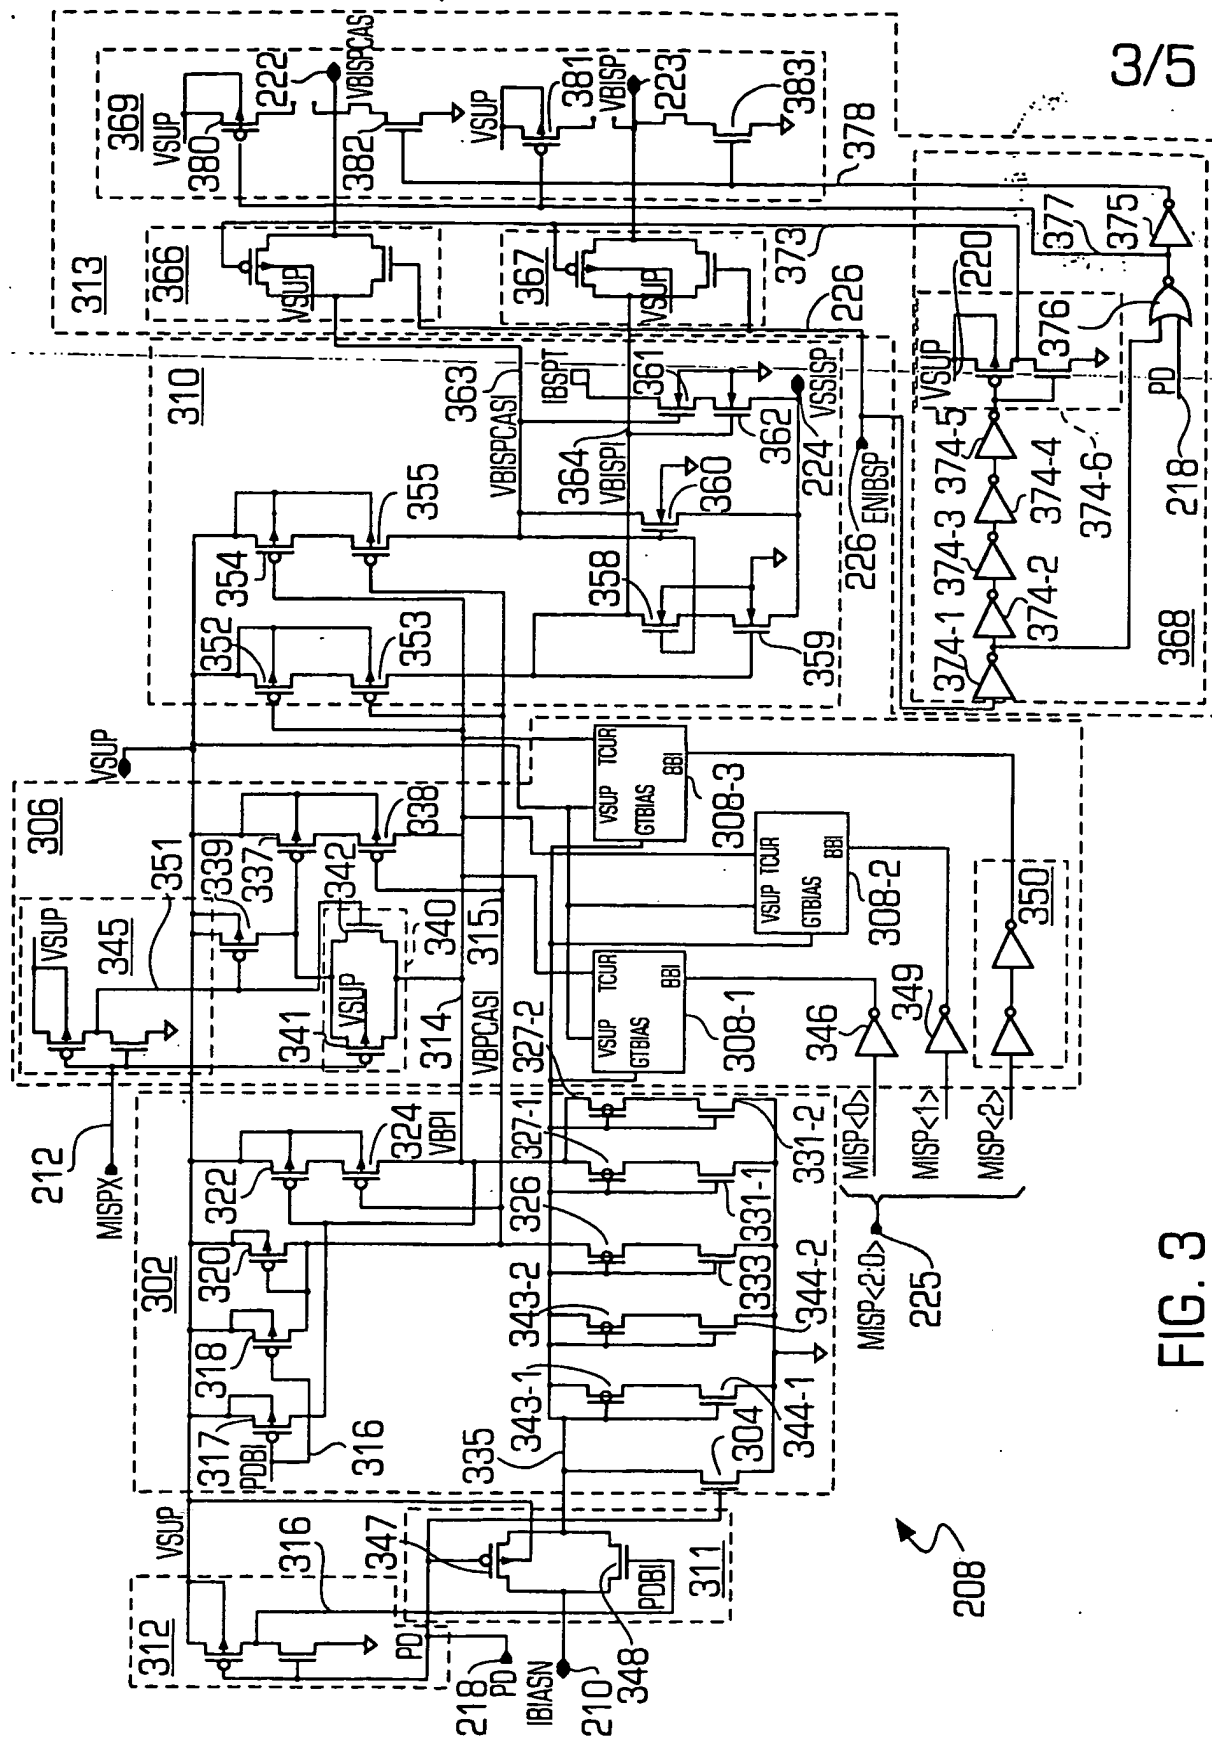 3/5
313
369
VSUP
380
222
VBISPCAS
382
VSUP
381
VBISP
223
383
378
366
VSUP
367
VSUP
373
226
377
375
220
VSUP
376
PD
218
310
363
VBISPCASI
IBSPT
361
364
VBISPI
362
224
VSSISP
360
358
359
355
354
352
353
226
ENIBSP
374-5
374-4
374-3
374-6
374-2
374-1
368
VSUP
306
351
339
337
338
VSUP
345
342
340
VSUP
341
314
315
VBPCASI
212
MISPX
TCUR
VSUP
GTBIAS
BBI
308-3
TCUR
VSUP
GTBIAS
BBI
308-2
TCUR
VSUP
GTBIAS
BBI
308-1
350
346
349
MISP<0>
MISP<1>
MISP<2>
MISP<2:0>
225
302
322
324
VBPI
320
318
317
PDBI
316
327-2
327-1
326
343-2
343-1
331-2
331-1
333
344-2
344-1
304
335
VSUP
312
316
347
311
PDBI
348
PD
218
PD
IBIASN
210
208
FIG. 3